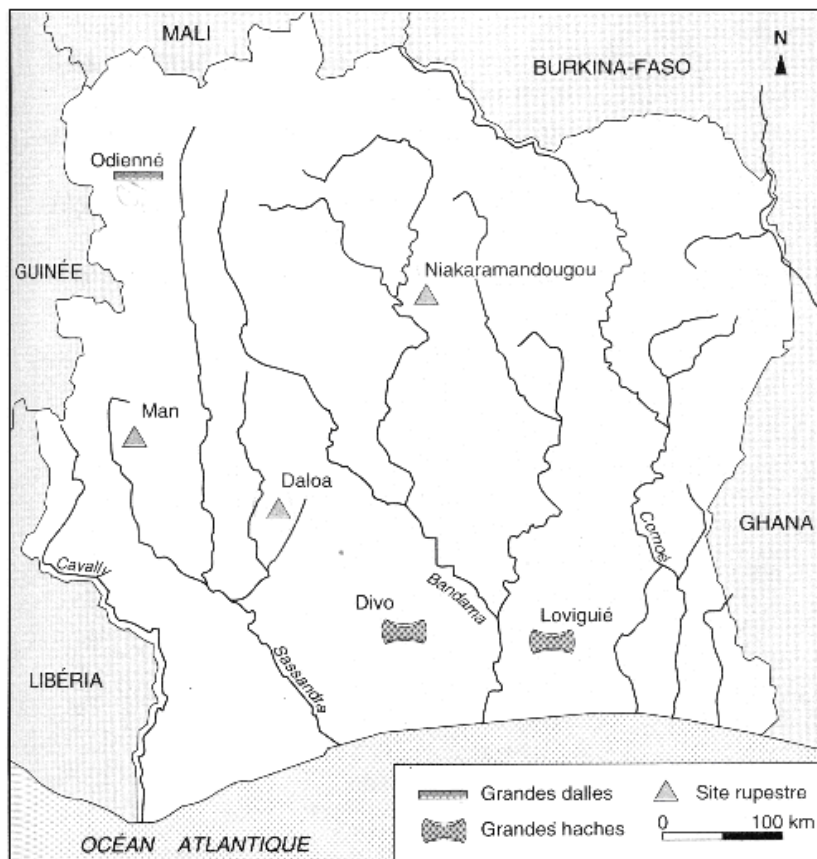 MALI
BURKINA-FASO
N
Odienné
GUINÉE
Niakaramandougou
Man
Daloa
GHANA
Comoé
Cavally
Bandama
Divo
Loviguié
LIBÉRIA
Sassandra
Grandes dalles
Site rupestre
Grandes haches
0 100 km
OCÉAN ATLANTIQUE